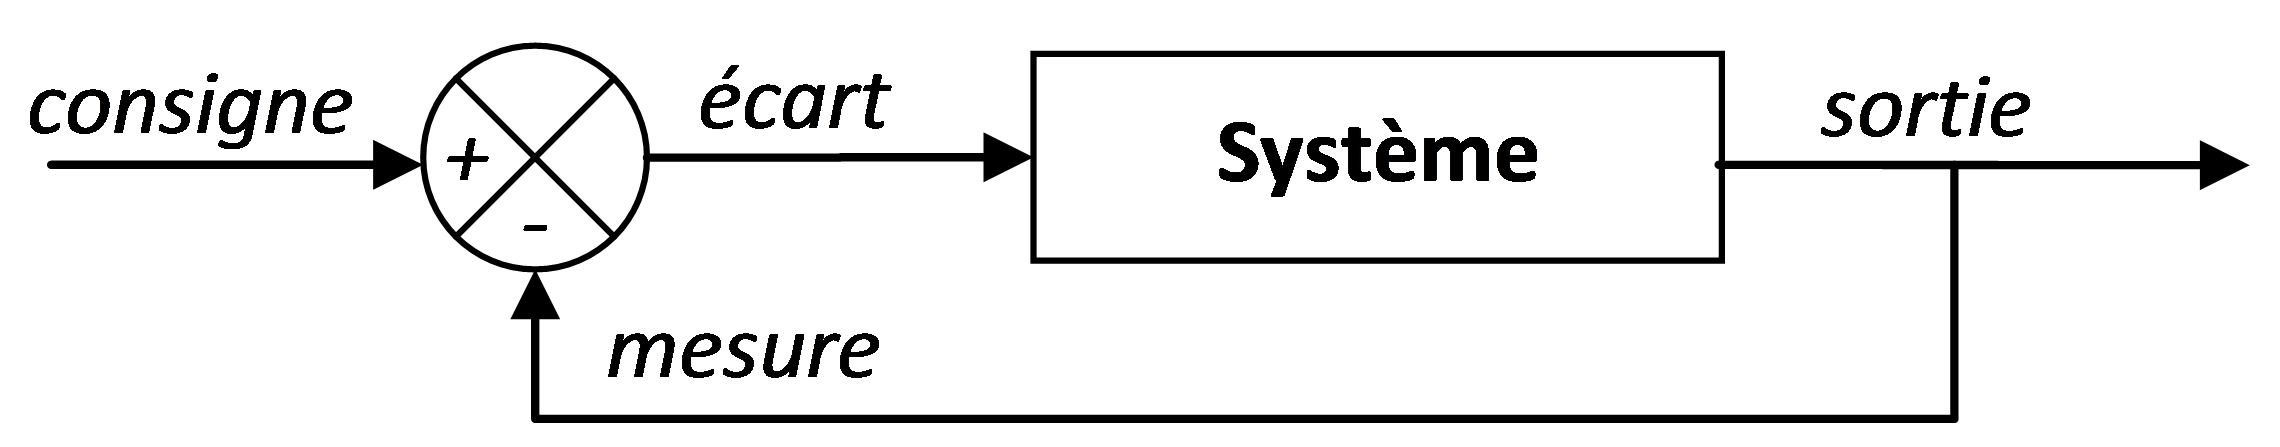 consigne
+
-
écart
Système
sortie
mesure